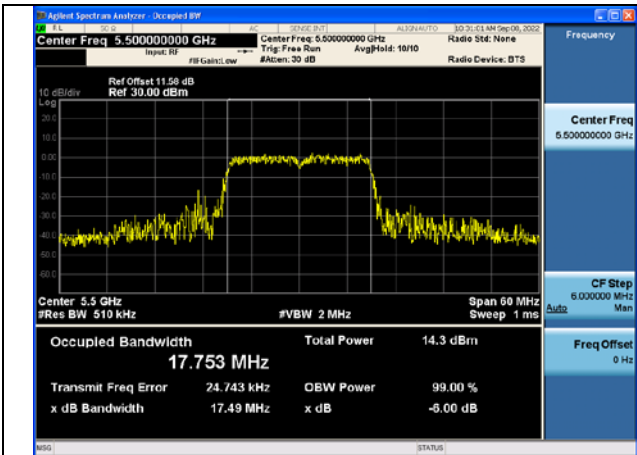 Agilent Spectrum Analyzer - Occupied BW
RL 50 Ω AC SENSE:INT ALIGNAUTO 10:31:01 AM Sep 08, 2022
Center Freq 5.500000000 GHz
Center Freq: 5.500000000 GHz
Radio Std: None
Input: RF
Trig: Free Run Avg|Hold: 10/10
#IFGain:Low
#Atten: 30 dB
Radio Device: BTS
Ref Offset 11.58 dB
10 dB/div Ref 30.00 dBm
Log
20.0
10.0
0.00
-10.0
-20.0
-30.0
-40.0
-50.0
-60.0
Center 5.5 GHz Span 60 MHz
#Res BW 510 kHz #VBW 2 MHz Sweep 1 ms
Occupied Bandwidth Total Power 14.3 dBm
17.753 MHz
Transmit Freq Error 24.743 kHz OBW Power 99.00 %
x dB Bandwidth 17.49 MHz x dB -6.00 dB
MSG STATUS
Frequency
Center Freq
5.500000000 GHz
CF Step
6.000000 MHz
Auto Man
Freq Offset
0 Hz